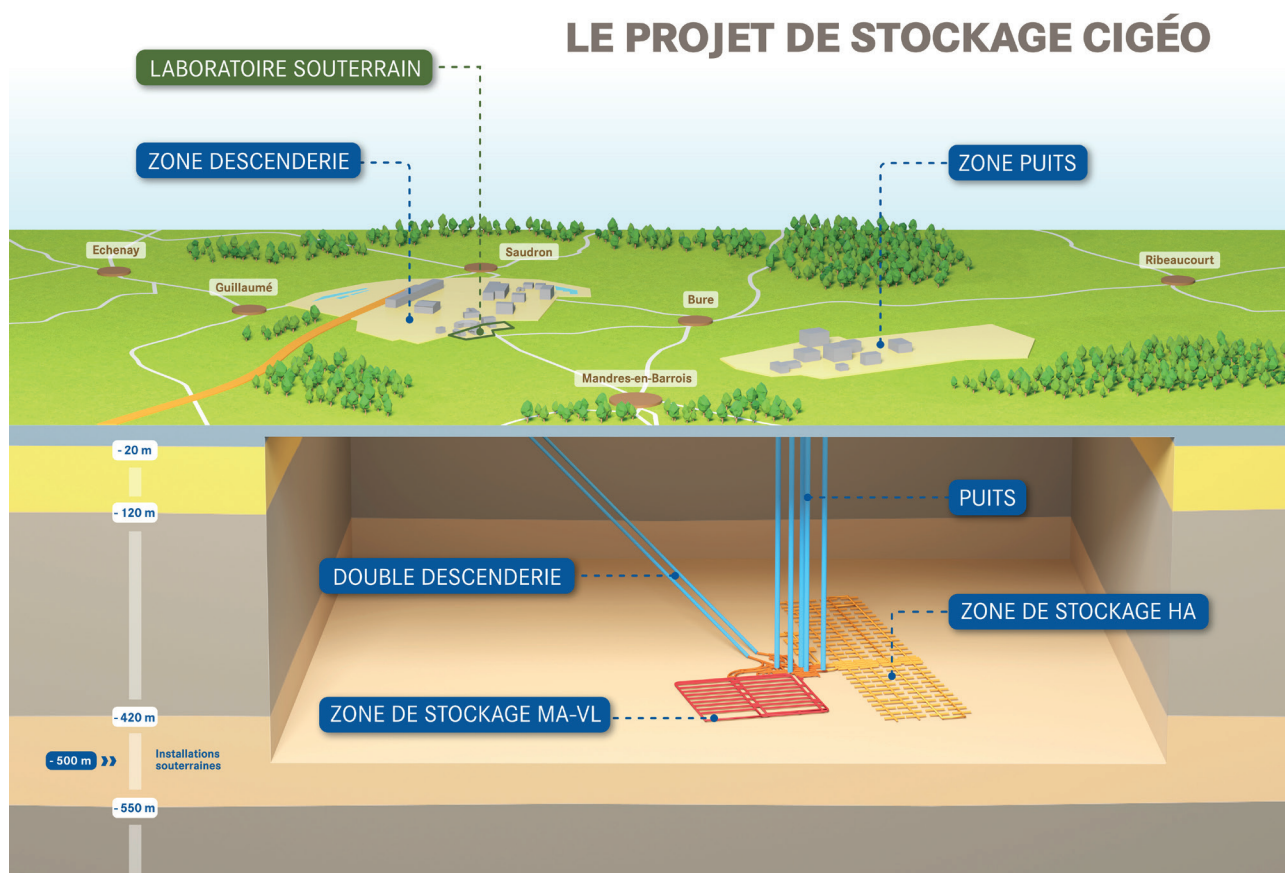 LE PROJET DE STOCKAGE CIGÉO
LABORATOIRE SOUTERRAIN
ZONE DESCENDERIE
ZONE PUITS
Echenay
Saudron
Ribeaucourt
Guillaumé
Bure
Mandres-en-Barrois
- 20 m
- 120 m
PUITS
DOUBLE DESCENDERIE
ZONE DE STOCKAGE HA
ZONE DE STOCKAGE MA-VL
- 420 m
- 500 m
Installations
souterraines
- 550 m